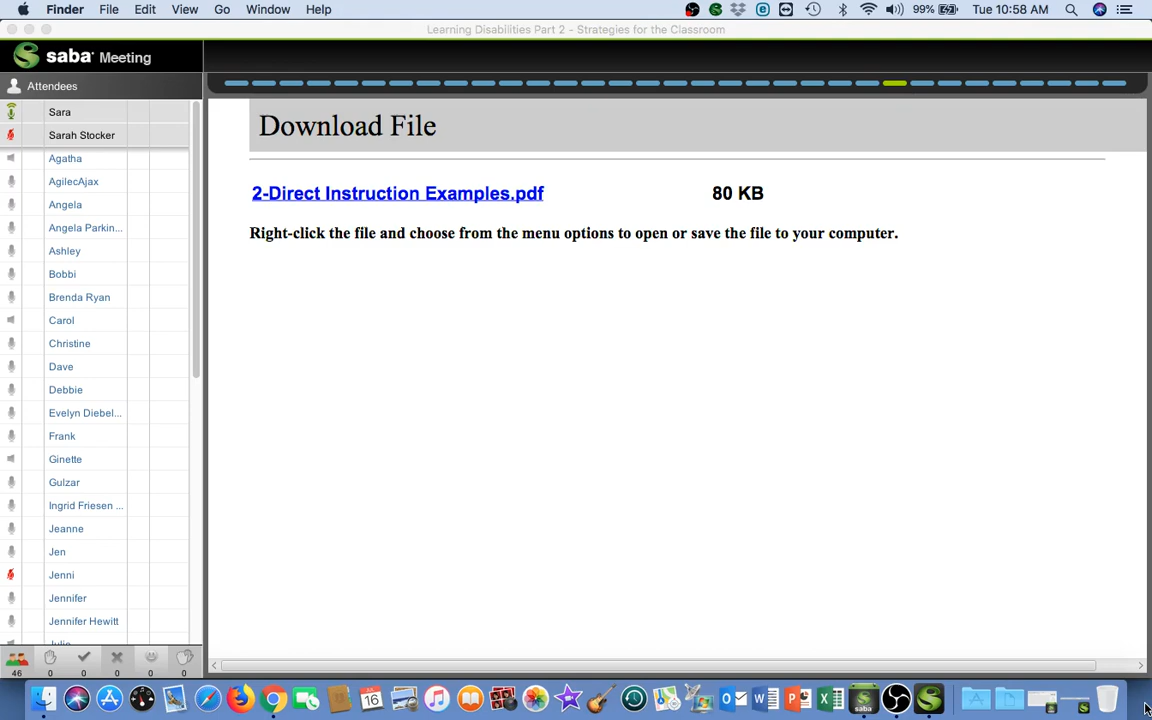 Finder File Edit View Go Window Help 99% Tue 10:58 AM
Learning Disabilities Part 2 - Strategies for the Classroom
saba Meeting
Attendees
Sara
Sarah Stocker
Agatha
AgilecAjax
Angela
Angela Parkin...
Ashley
Bobbi
Brenda Ryan
Carol
Christine
Dave
Debbie
Evelyn Diebel...
Frank
Ginette
Gulzar
Ingrid Friesen ...
Jeanne
Jen
Jenni
Jennifer
Jennifer Hewitt
46 0 0 0 0 0
Download File
2-Direct Instruction Examples.pdf 80 KB
Right-click the file and choose from the menu options to open or save the file to your computer.
16
saba